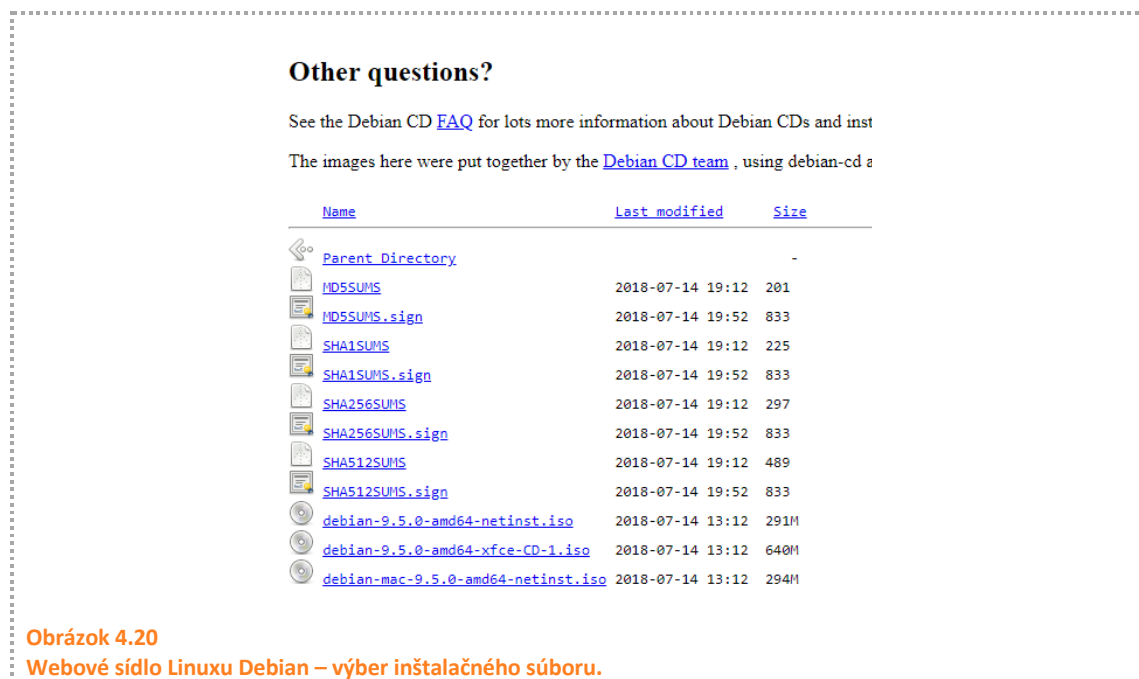 Other questions?
See the Debian CD FAQ for lots more information about Debian CDs and inst
The images here were put together by the Debian CD team , using debian-cd a
Name Last modified Size
Parent Directory -
MD5SUMS 2018-07-14 19:12 201
MD5SUMS.sign 2018-07-14 19:52 833
SHA1SUMS 2018-07-14 19:12 225
SHA1SUMS.sign 2018-07-14 19:52 833
SHA256SUMS 2018-07-14 19:12 297
SHA256SUMS.sign 2018-07-14 19:52 833
SHA512SUMS 2018-07-14 19:12 489
SHA512SUMS.sign 2018-07-14 19:52 833
debian-9.5.0-amd64-netinst.iso 2018-07-14 13:12 291M
debian-9.5.0-amd64-xfce-CD-1.iso 2018-07-14 13:12 640M
debian-mac-9.5.0-amd64-netinst.iso 2018-07-14 13:12 294M
Obrázok 4.20
Webové sídlo Linuxu Debian – výber inštalačného súboru.